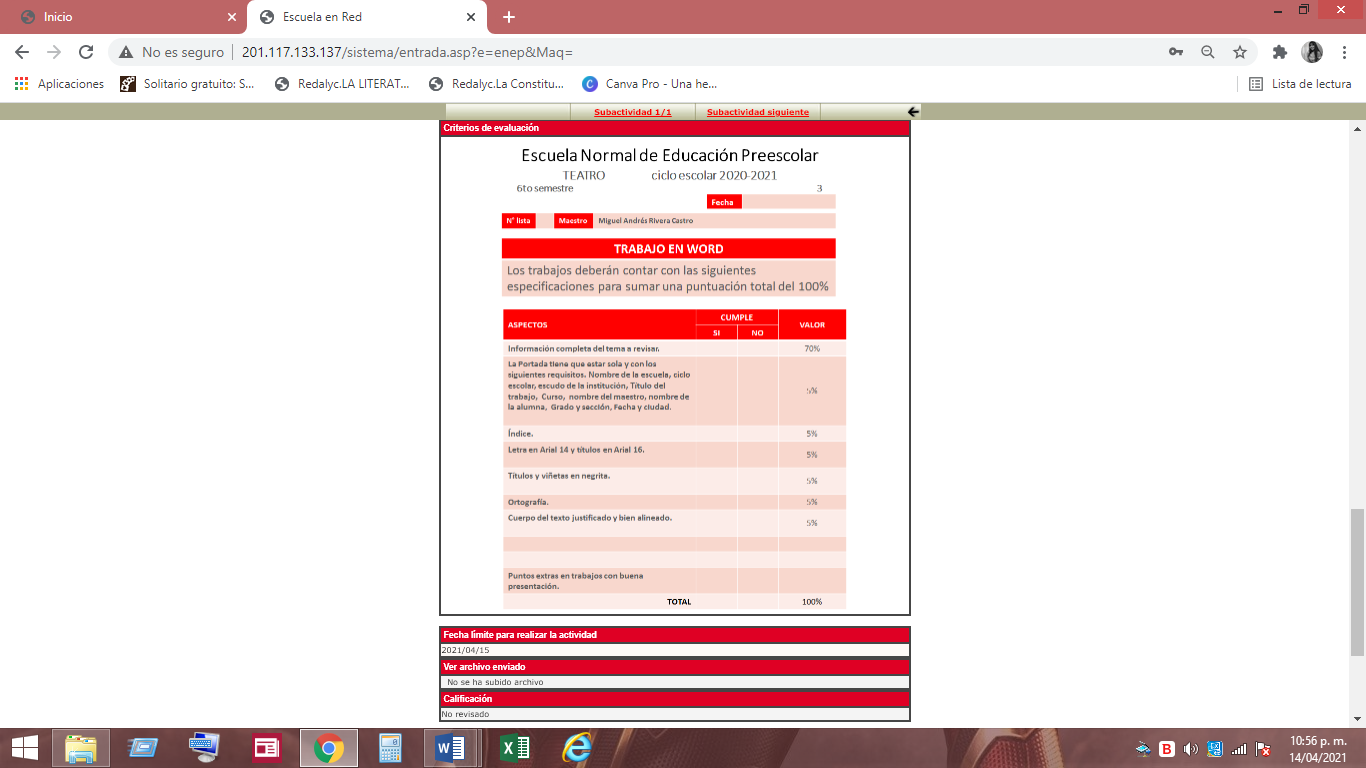 Inicio
Escuela en Red
No es seguro
201.117.133.137/sistema/entrada.asp?e=enep&Maq=
Aplicaciones
Solitario gratuito: S...
Redalyc.LA LITERAT...
Redalyc.La Constitu...
Canva Pro - Una he...
Lista de lectura
Subactividad 1/1
Subactividad siguiente
Criterios de evaluación
Escuela Normal de Educación Preescolar
TEATRO ciclo escolar 2020-2021
6to semestre 3
Fecha
N° lista Maestro Miguel Andrés Rivera Castro
TRABAJO EN WORD
Los trabajos deberán contar con las siguientes
especificaciones para sumar una puntuación total del 100%
ASPECTOS CUMPLE VALOR
SI NO
Información completa del tema a revisar. 70%
La Portada tiene que estar sola y con los
siguientes requisitos. Nombre de la escuela, ciclo
escolar, escudo de la institución, Título del
trabajo, Curso, nombre del maestro, nombre de
la alumna, Grado y sección, Fecha y ciudad.
5%
Índice. 5%
Letra en Arial 14 y títulos en Arial 16. 5%
Títulos y viñetas en negrita. 5%
Ortografía. 5%
Cuerpo del texto justificado y bien alineado. 5%
Puntos extras en trabajos con buena
presentación.
TOTAL 100%
Fecha límite para realizar la actividad
2021/04/15
Ver archivo enviado
No se ha subido archivo
Calificación
No revisado
10:56 p. m.
14/04/2021